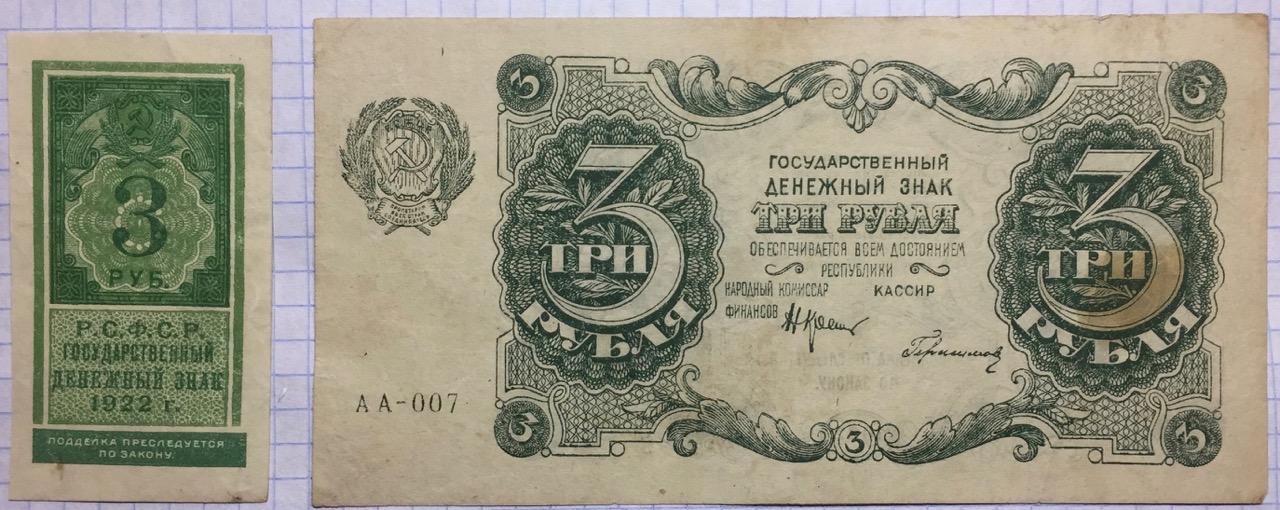 3
РУБ.
Р.С.Ф.С.Р.
ГОСУДАРСТВЕННЫЙ
ДЕНЕЖНЫЙ ЗНАК
1922 г.
ПОДДЕЛКА ПРЕСЛЕДУЕТСЯ
ПО ЗАКОНУ.
3
3
3
ТРИ
РУБЛЯ
ГОСУДАРСТВЕННЫЙ
ДЕНЕЖНЫЙ ЗНАК
ТРИ РУБЛЯ
ОБЕСПЕЧИВАЕТСЯ ВСЕМ ДОСТОЯНИЕМ
РЕСПУБЛИКИ
НАРОДНЫЙ КОМИССАР
ФИНАНСОВ
КАССИР
3
ТРИ
РУБЛЯ
АА-007
3
3
3